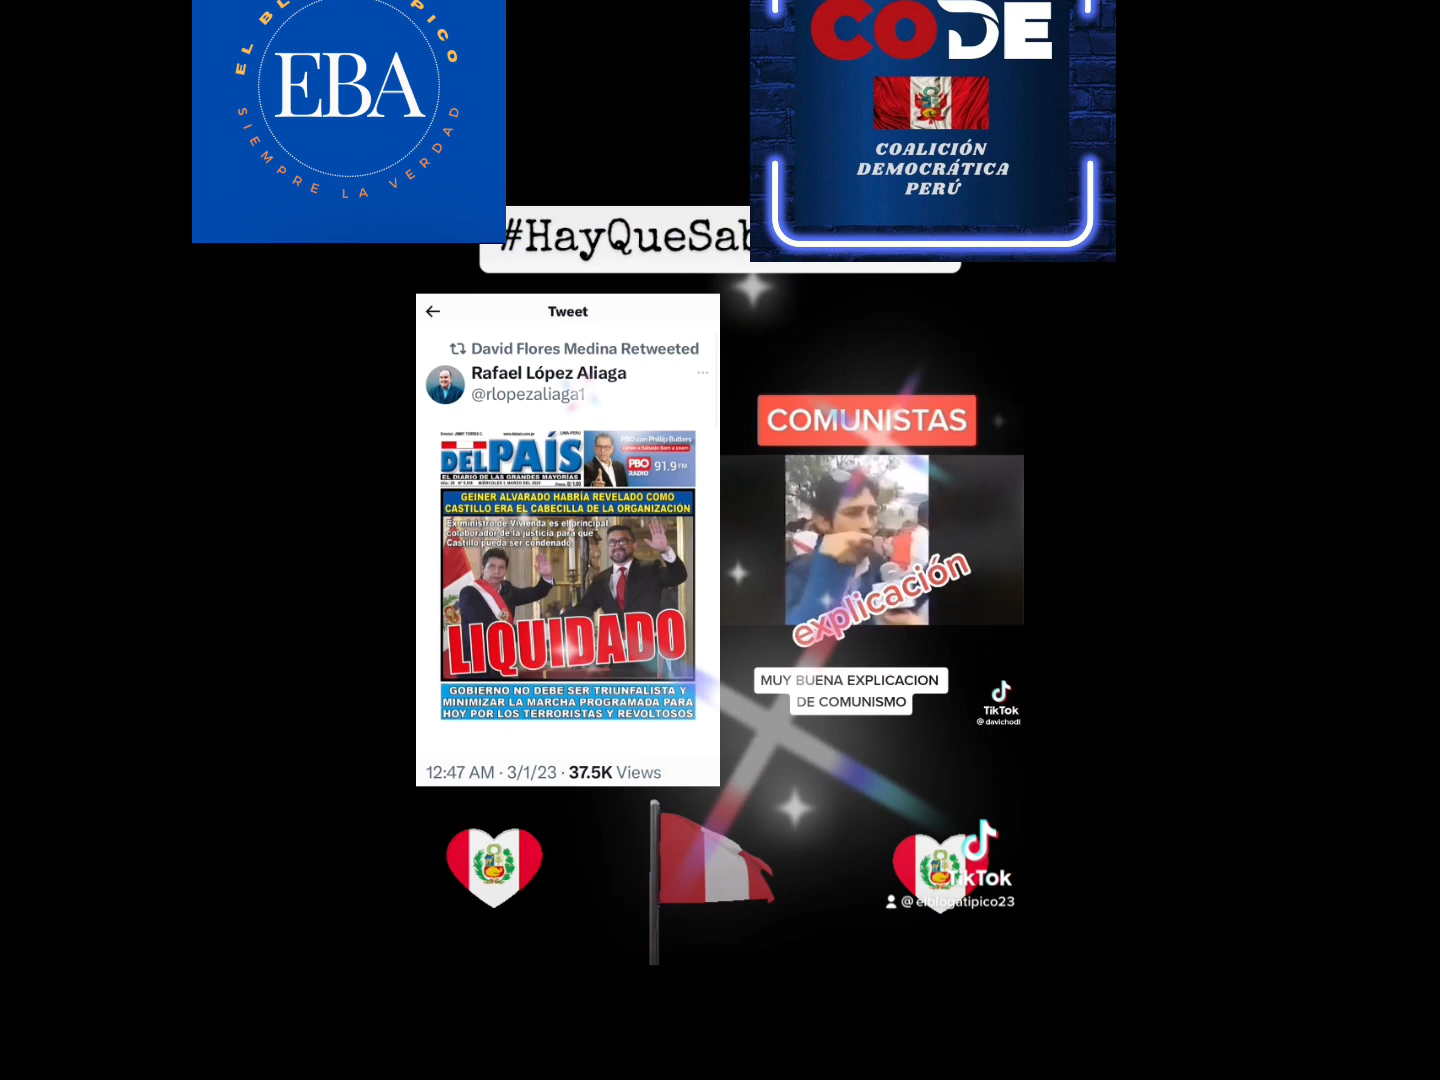 EL BL
PICO
EBA
SIEMPRE LA VERDAD
CODE
COALICIÓN
DEMOCRÁTICA
PERÚ
#HayQueSab
Tweet
David Flores Medina Retweeted
Rafael López Aliaga
@rlopezaliaga1
DEL PAÍS
EL DIARIO DE LAS GRANDES MAYORÍAS
PBO con Phillip Butters
PBO
RADIO
91.9 FM
GEINER ALVARADO HABRÍA REVELADO COMO
CASTILLO ERA EL CABECILLA DE LA ORGANIZACIÓN
Ex ministro de Vivienda es el principal
colaborador de la justicia para que
Castillo pueda ser condenado
LIQUIDADO
GOBIERNO NO DEBE SER TRIUNFALISTA Y
MINIMIZAR LA MARCHA PROGRAMADA PARA
HOY POR LOS TERRORISTAS Y REVOLTOSOS
12:47 AM · 3/1/23 · 37.5K Views
COMUNISTAS
explicación
MUY BUENA EXPLICACION
DE COMUNISMO
TikTok
@davichodl
TikTok
@elblogatipico23